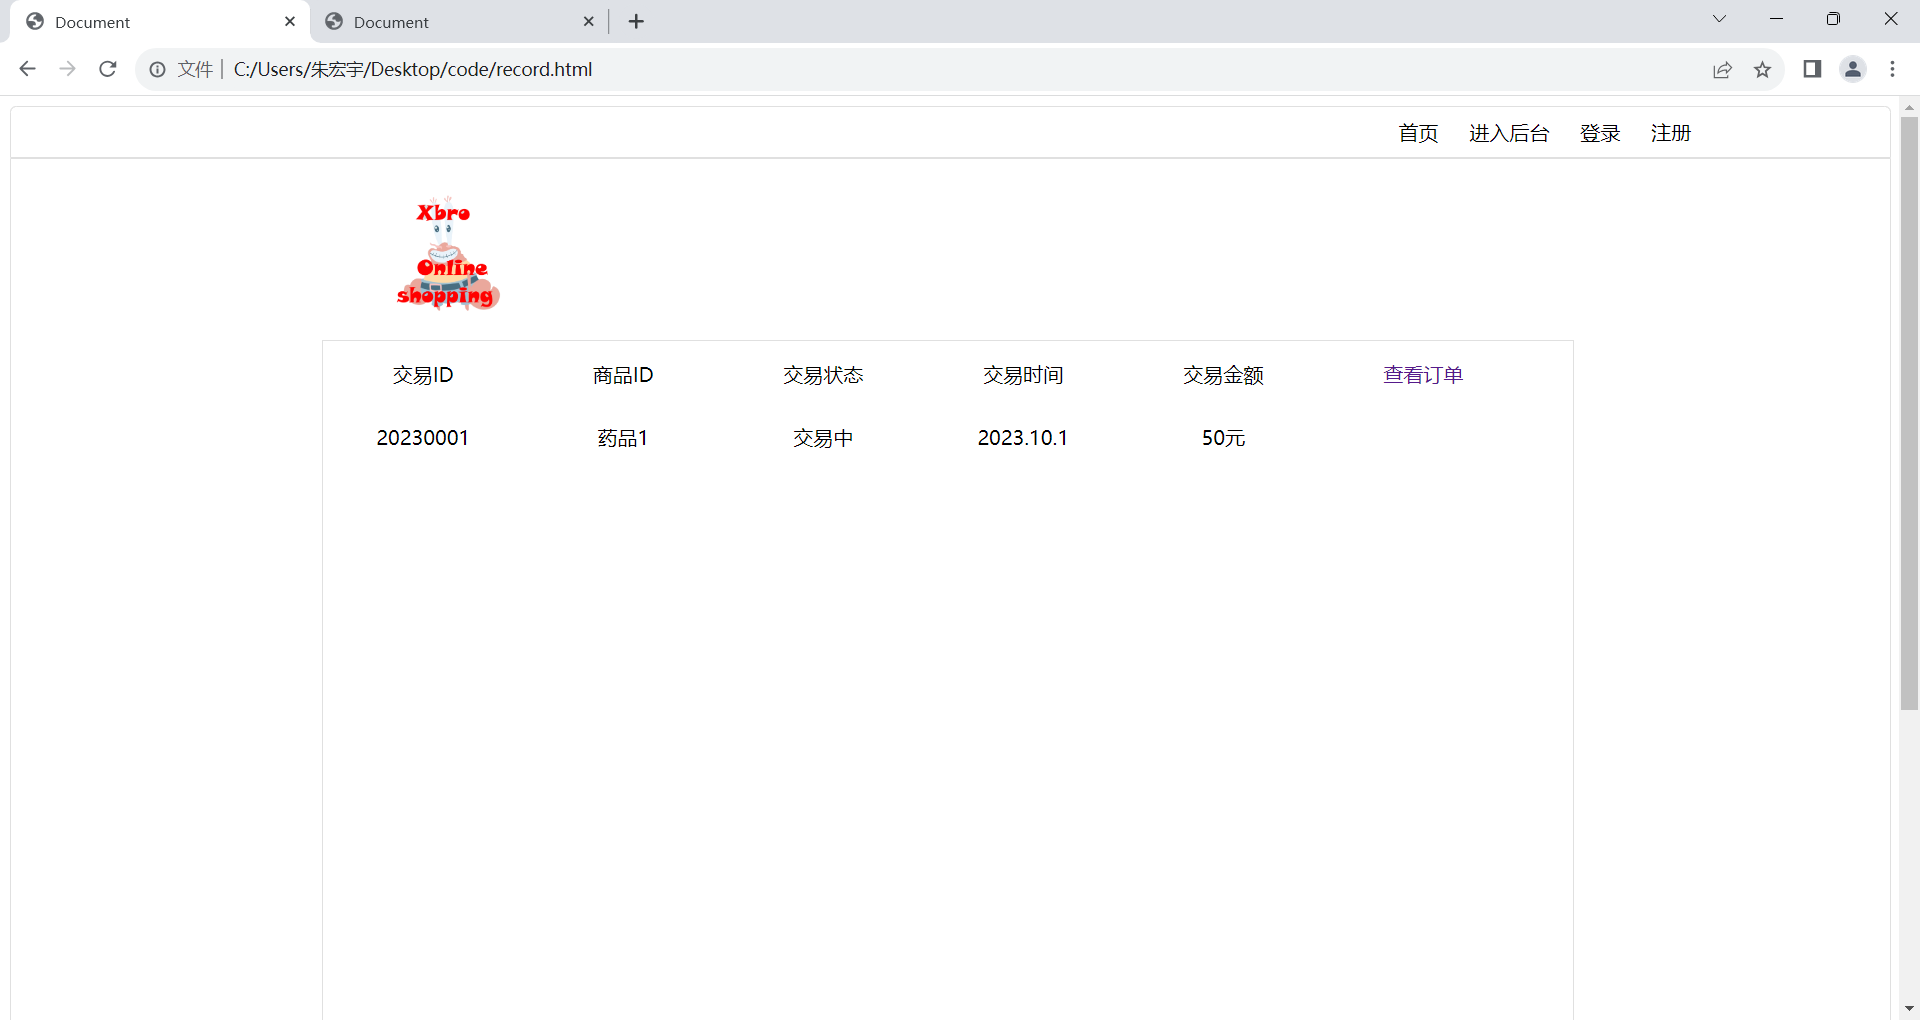 Document
Document
文件 C:/Users/朱宏宇/Desktop/code/record.html
首页 进入后台 登录 注册
Xbro
Online
shopping
交易ID 商品ID 交易状态 交易时间 交易金额 查看订单
20230001 药品1 交易中 2023.10.1 50元